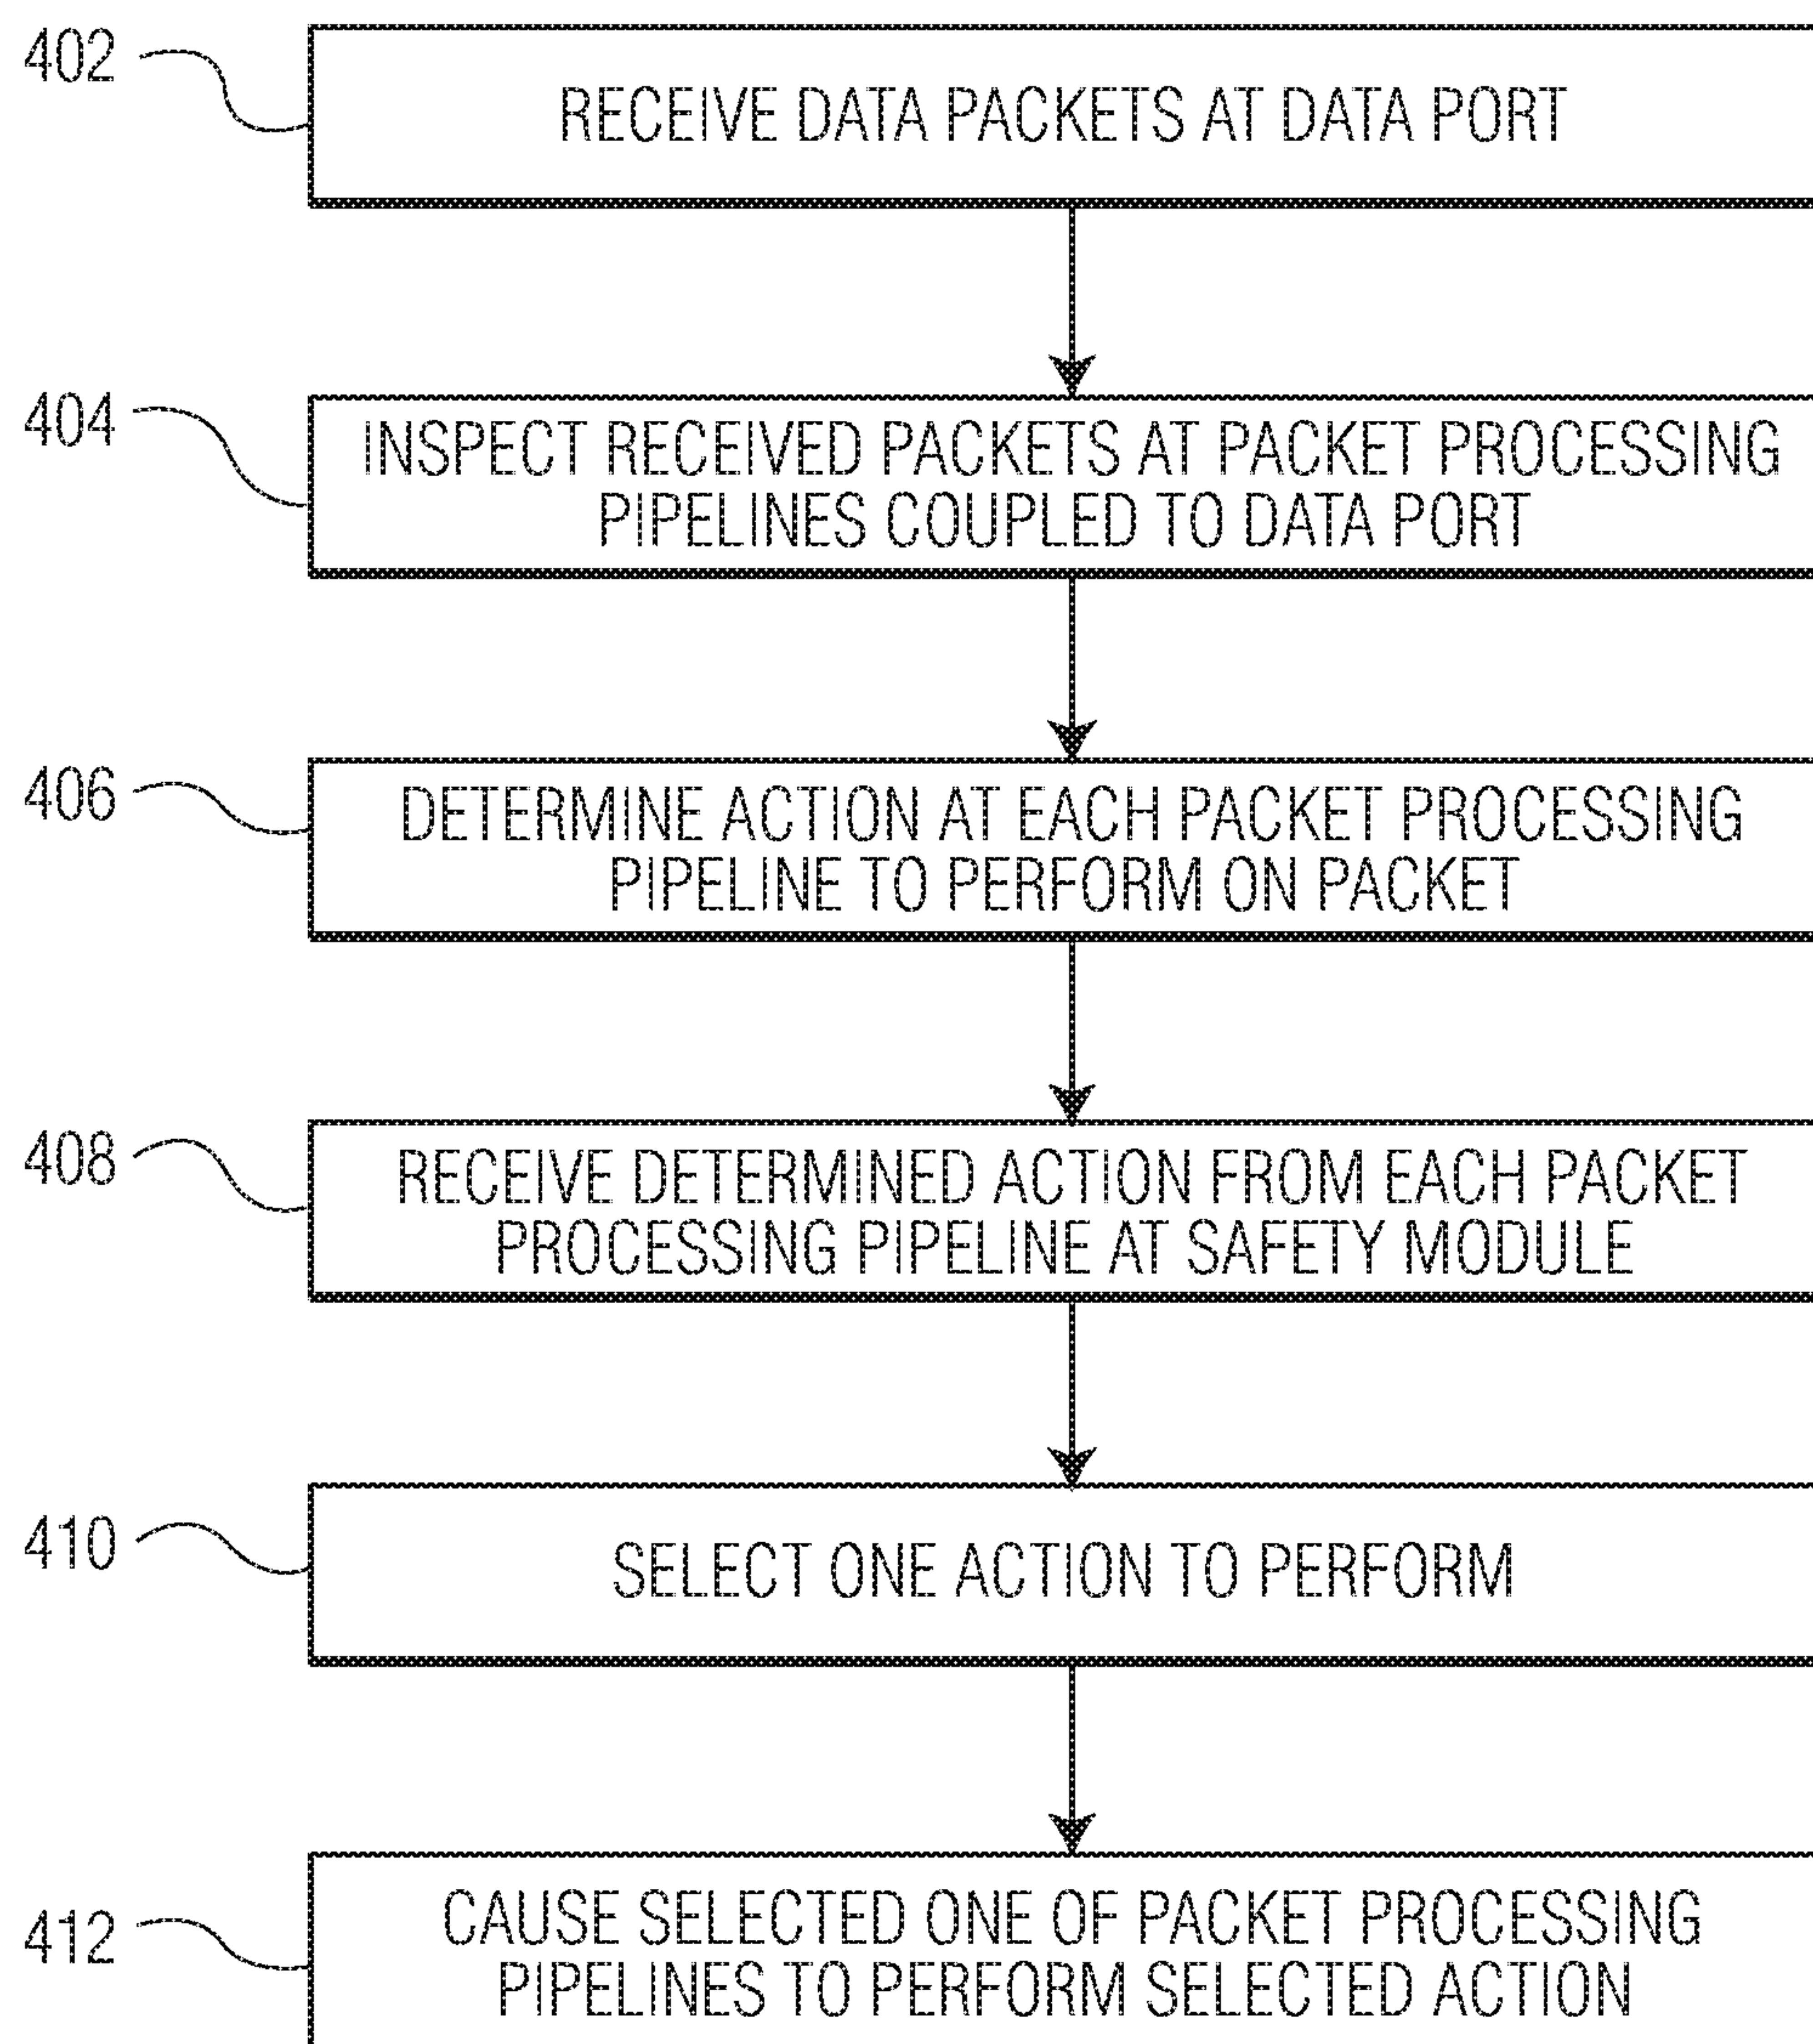 402
RECEIVE DATA PACKETS AT DATA PORT
404
INSPECT RECEIVED PACKETS AT PACKET PROCESSING
PIPELINES COUPLED TO DATA PORT
406
DETERMINE ACTION AT EACH PACKET PROCESSING
PIPELINE TO PERFORM ON PACKET
408
RECEIVE DETERMINED ACTION FROM EACH PACKET
PROCESSING PIPELINE AT SAFETY MODULE
410
SELECT ONE ACTION TO PERFORM
412
CAUSE SELECTED ONE OF PACKET PROCESSING
PIPELINES TO PERFORM SELECTED ACTION